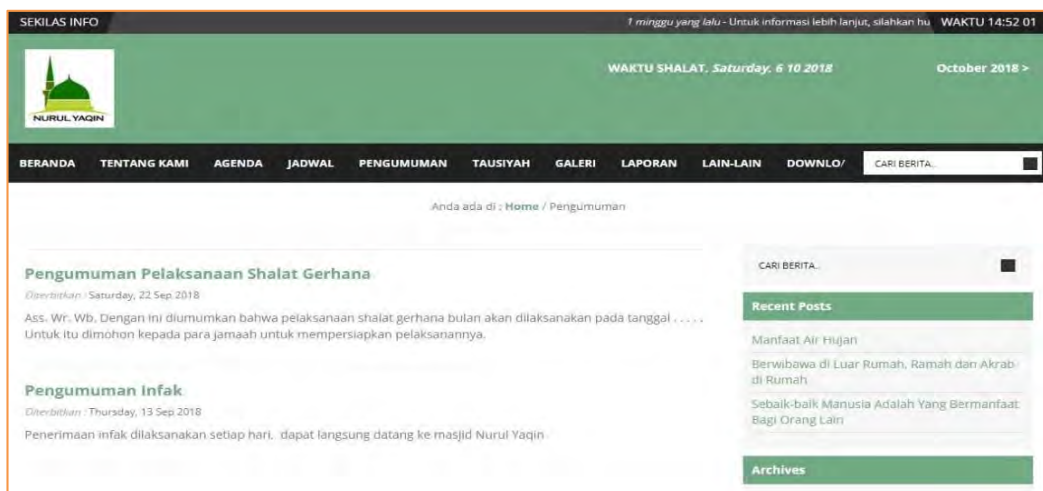 SEKILAS INFO
1 minggu yang lalu - Untuk informasi lebih lanjut, silahkan hu
WAKTU 14:52 01
NURUL YAQIN
WAKTU SHALAT, Saturday, 6 10 2018
October 2018 >
BERANDA TENTANG KAMI AGENDA JADWAL PENGUMUMAN TAUSIYAH GALERI LAPORAN LAIN-LAIN DOWNLO/ CARI BERITA..
Anda ada di : Home / Pengumuman
Pengumuman Pelaksanaan Shalat Gerhana
Diterbitkan : Saturday, 22 Sep 2018
Ass. Wr. Wb. Dengan ini diumumkan bahwa pelaksanaan shalat gerhana bulan akan dilaksanakan pada tanggal . . . . .
Untuk itu dimohon kepada para jamaah untuk mempersiapkan pelaksanannya.
Pengumuman Infak
Diterbitkan : Thursday, 13 Sep 2018
Penerimaan infak dilaksanakan setiap hari, dapat langsung datang ke masjid Nurul Yaqin
CARI BERITA..
Recent Posts
Manfaat Air Hujan
Berwibawa di Luar Rumah, Ramah dan Akrab
di Rumah
Sebaik-baik Manusia Adalah Yang Bermanfaat
Bagi Orang Lain
Archives